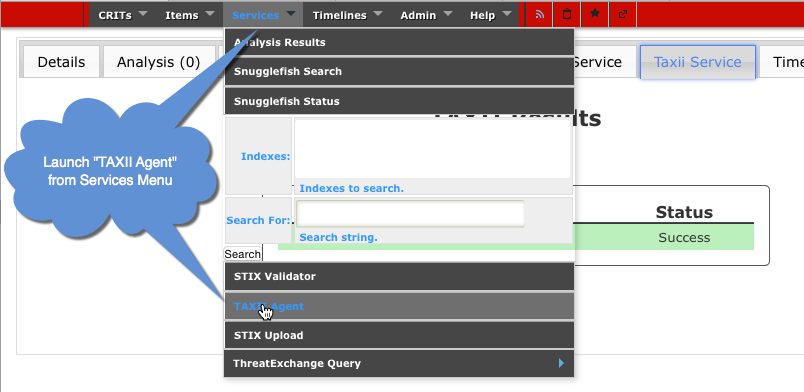 CRITs Items Services Timelines Admin Help
Details Analysis (0) Service Taxii Service Time
Analysis Results
Snugglefish Search
Snugglefish Status
TAXII Results
Launch "TAXII Agent"
from Services Menu
Indexes:
Indexes to search.
Search For:
Search string.
Status
Success
Search
STIX Validator
TAXII Agent
STIX Upload
ThreatExchange Query